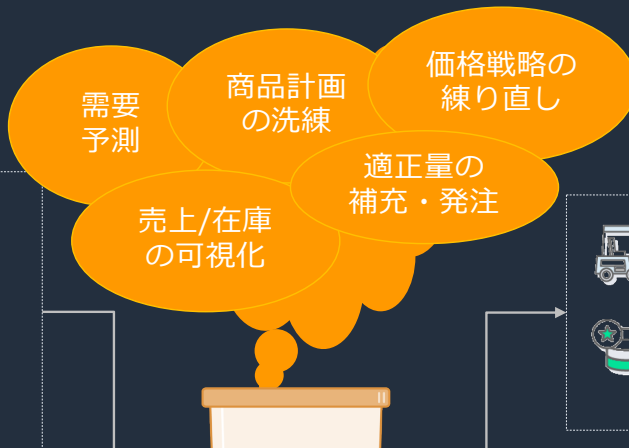 需要
予測
商品計画
の洗練
価格戦略の
練り直し
売上/在庫
の可視化
適正量の
補充・発注